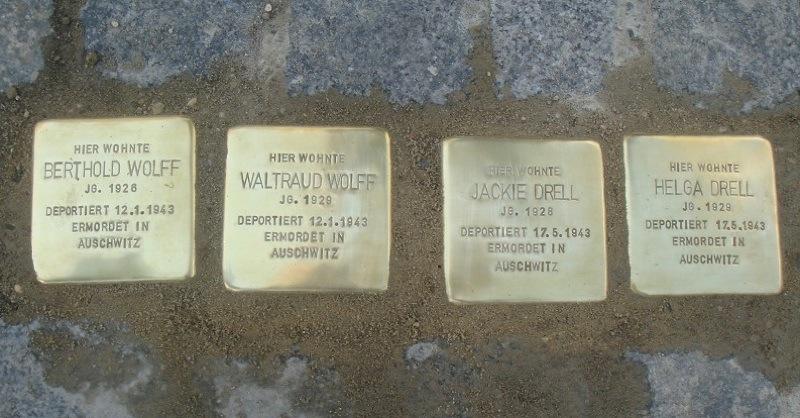 HIER WOHNTE
BERTHOLD WOLFF
JG. 1926
DEPORTIERT 12.1.1943
ERMORDET IN
AUSCHWITZ
HIER WOHNTE
WALTRAUD WOLFF
JG. 1929
DEPORTIERT 12.1.1943
ERMORDET IN
AUSCHWITZ
HIER WOHNTE
JACKIE DRELL
JG. 1928
DEPORTIERT 17.5.1943
ERMORDET IN
AUSCHWITZ
HIER WOHNTE
HELGA DRELL
JG. 1929
DEPORTIERT 17.5.1943
ERMORDET IN
AUSCHWITZ